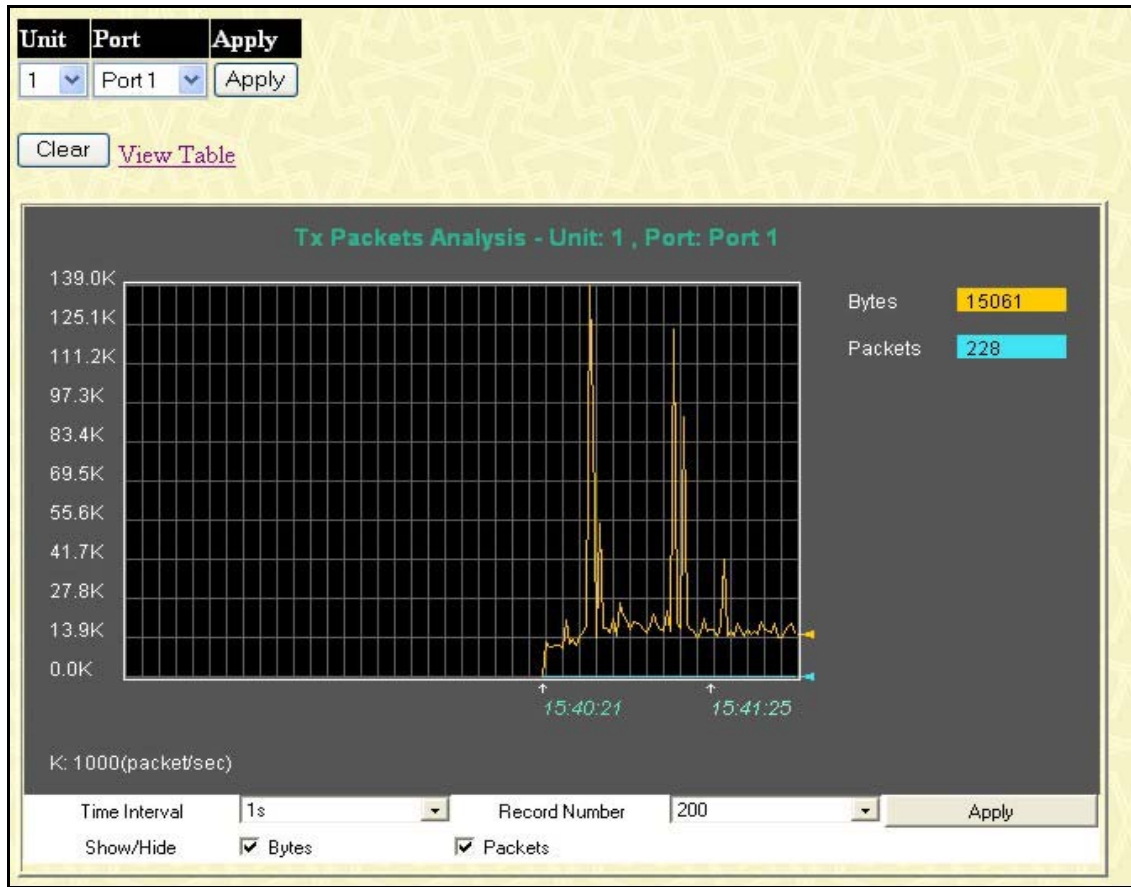 Unit Port Apply
1 Port 1 Apply
Clear View Table
Tx Packets Analysis - Unit: 1 , Port: Port 1
139.0K
125.1K
111.2K
97.3K
83.4K
69.5K
55.6K
41.7K
27.8K
13.9K
0.0K
Bytes 15061
Packets 228
15:40:21 15:41:25
K: 1000(packet/sec)
Time Interval 1s Record Number 200 Apply
Show/Hide Bytes Packets